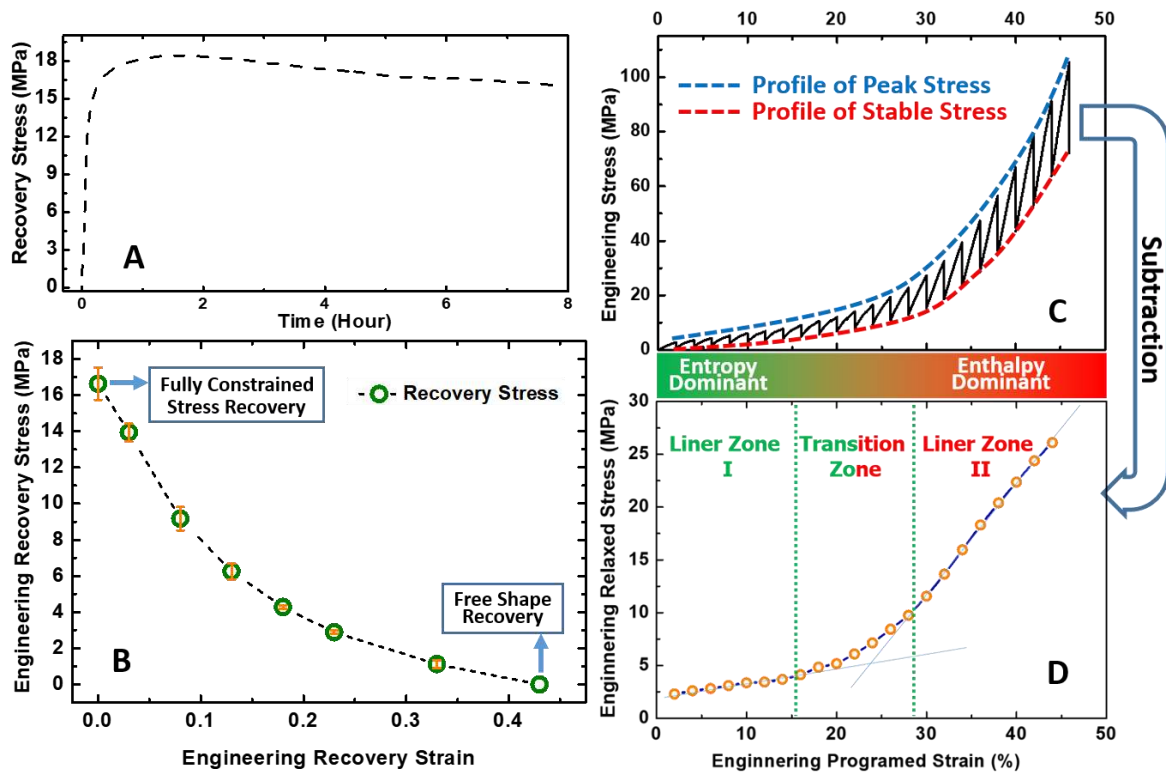 Recovery Stress (MPa)
18
15
12
9
6
3
0
A
0 2 4 6 8
Time (Hour)
Engineering Recovery Stress (MPa)
18
16
14
12
10
8
6
4
2
0
Fully Constrained
Stress Recovery
Recovery Stress
Free Shape
Recovery
B
0.0 0.1 0.2 0.3 0.4
Engineering Recovery Strain
0 10 20 30 40 50
Engineering Stress (MPa)
100
80
60
40
20
0
Profile of Peak Stress
Profile of Stable Stress
C
Subtraction
Entropy
Dominant
Enthalpy
Dominant
Enginnering Relaxed Stress (MPa)
30
25
20
15
10
5
0
Liner Zone
I
Transition
Zone
Liner Zone
II
D
0 10 20 30 40 50
Enginnering Programed Strain (%)